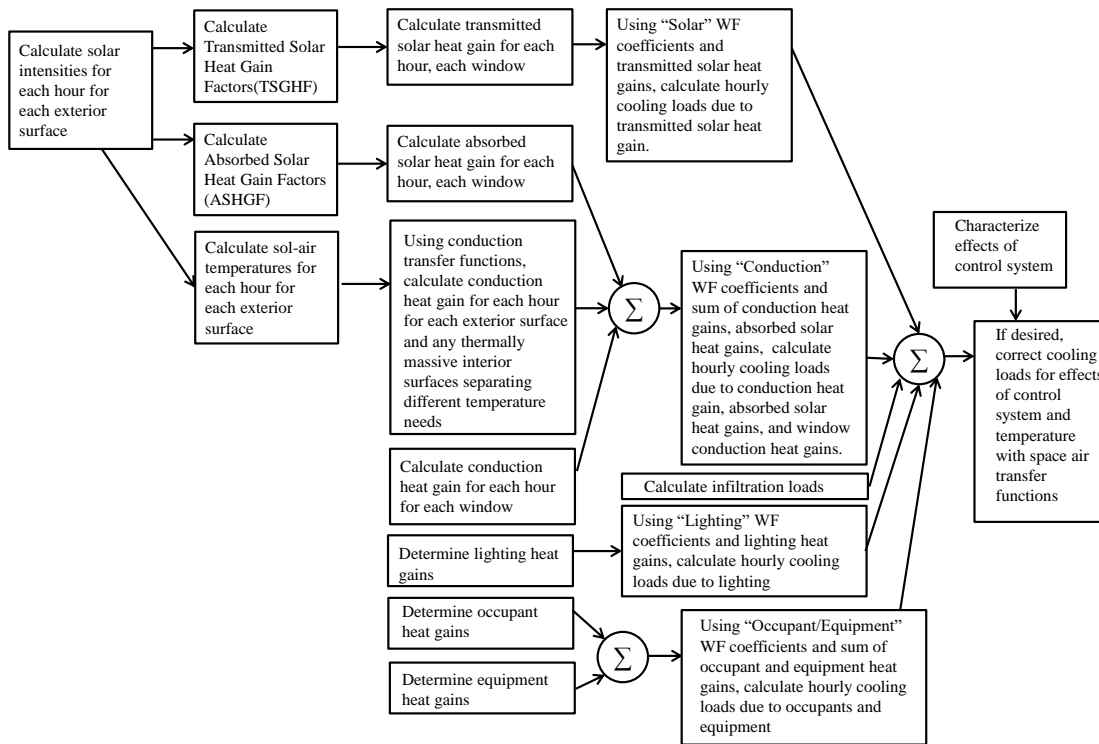 Calculate solar
intensities for
each hour for
each exterior
surface
Calculate
Transmitted Solar
Heat Gain
Factors(TSGHF)
Calculate transmitted
solar heat gain for each
hour, each window
Using “Solar” WF
coefficients and
transmitted solar heat
gains, calculate hourly
cooling loads due to
transmitted solar heat
gain.
Calculate
Absorbed Solar
Heat Gain Factors
(ASHGF)
Calculate absorbed
solar heat gain for each
hour, each window
Calculate sol-air
temperatures for
each hour for
each exterior
surface
Using conduction
transfer functions,
calculate conduction
heat gain for each hour
for each exterior surface
and any thermally
massive interior
surfaces separating
different temperature
needs
Calculate conduction
heat gain for each hour
for each window
Σ
Using “Conduction”
WF coefficients and
sum of conduction heat
gains, absorbed solar
heat gains, calculate
hourly cooling loads
due to conduction heat
gain, absorbed solar
heat gains, and window
conduction heat gains.
Calculate infiltration loads
Determine lighting heat
gains
Using “Lighting” WF
coefficients and lighting heat
gains, calculate hourly cooling
loads due to lighting
Determine occupant
heat gains
Determine equipment
heat gains
Σ
Using “Occupant/Equipment”
WF coefficients and sum of
occupant and equipment heat
gains, calculate hourly cooling
loads due to occupants and
equipment
Σ
Characterize
effects of
control system
If desired,
correct cooling
loads for effects
of control
system and
temperature
with space air
transfer
functions